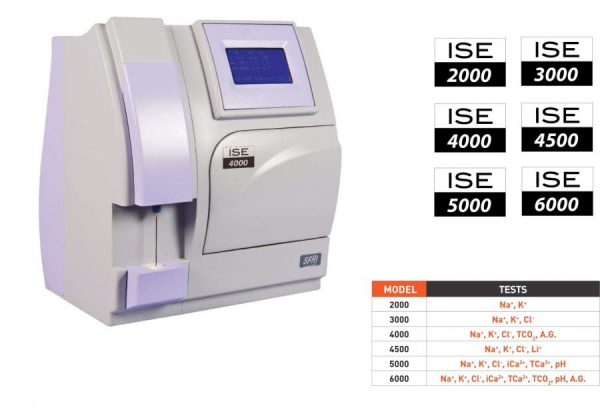 ISE
4000
SFRI
ISE
2000
ISE
3000
ISE
4000
ISE
4500
ISE
5000
ISE
6000
MODEL TESTS
2000 Na⁺, K⁺
3000 Na⁺, K⁺, Cl⁻
4000 Na⁺, K⁺, Cl⁻, TCO₂, A.G.
4500 Na⁺, K⁺, Cl⁻, Li⁺
5000 Na⁺, K⁺, Cl⁻, iCa²⁺, TCa²⁺, pH
6000 Na⁺, K⁺, Cl⁻, iCa²⁺, TCa²⁺, TCO₂, pH, A.G.